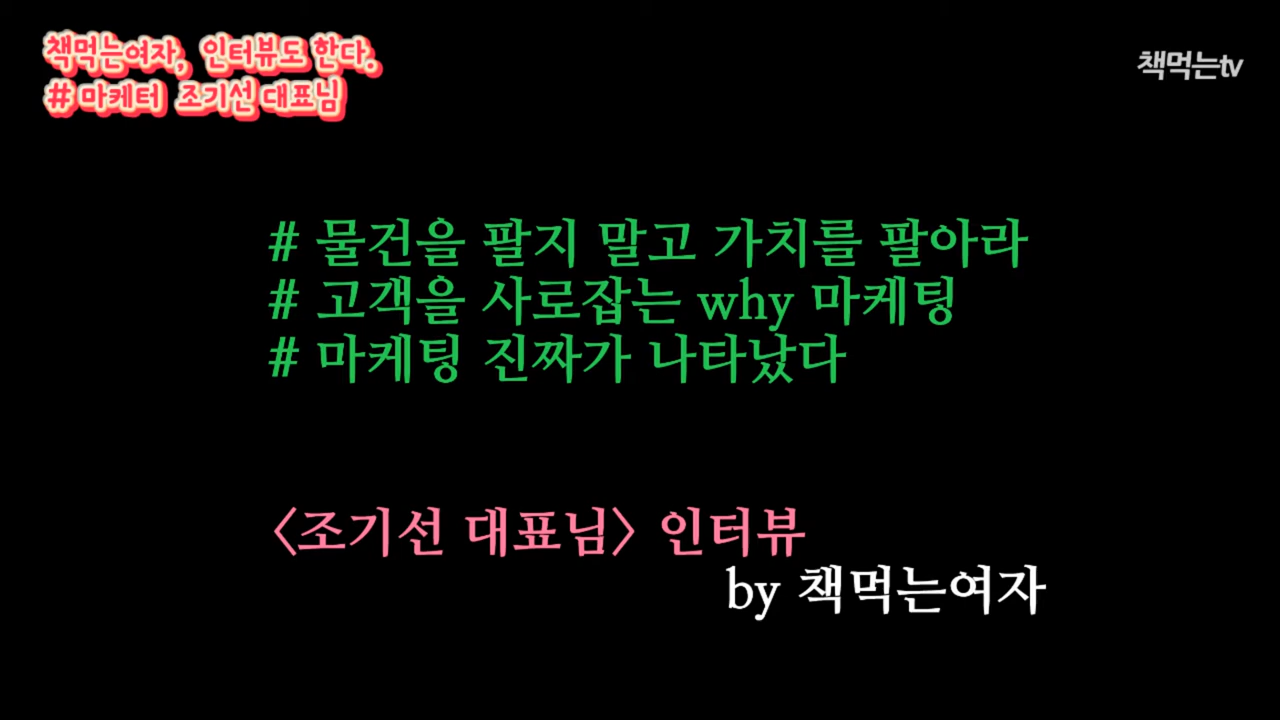 책먹는여자, 인터뷰도 한다.
# 마케터 조기선 대표님
책먹는tv
# 물건을 팔지 말고 가치를 팔아라
# 고객을 사로잡는 why 마케팅
# 마케팅 진짜가 나타났다
<조기선 대표님> 인터뷰
by 책먹는여자